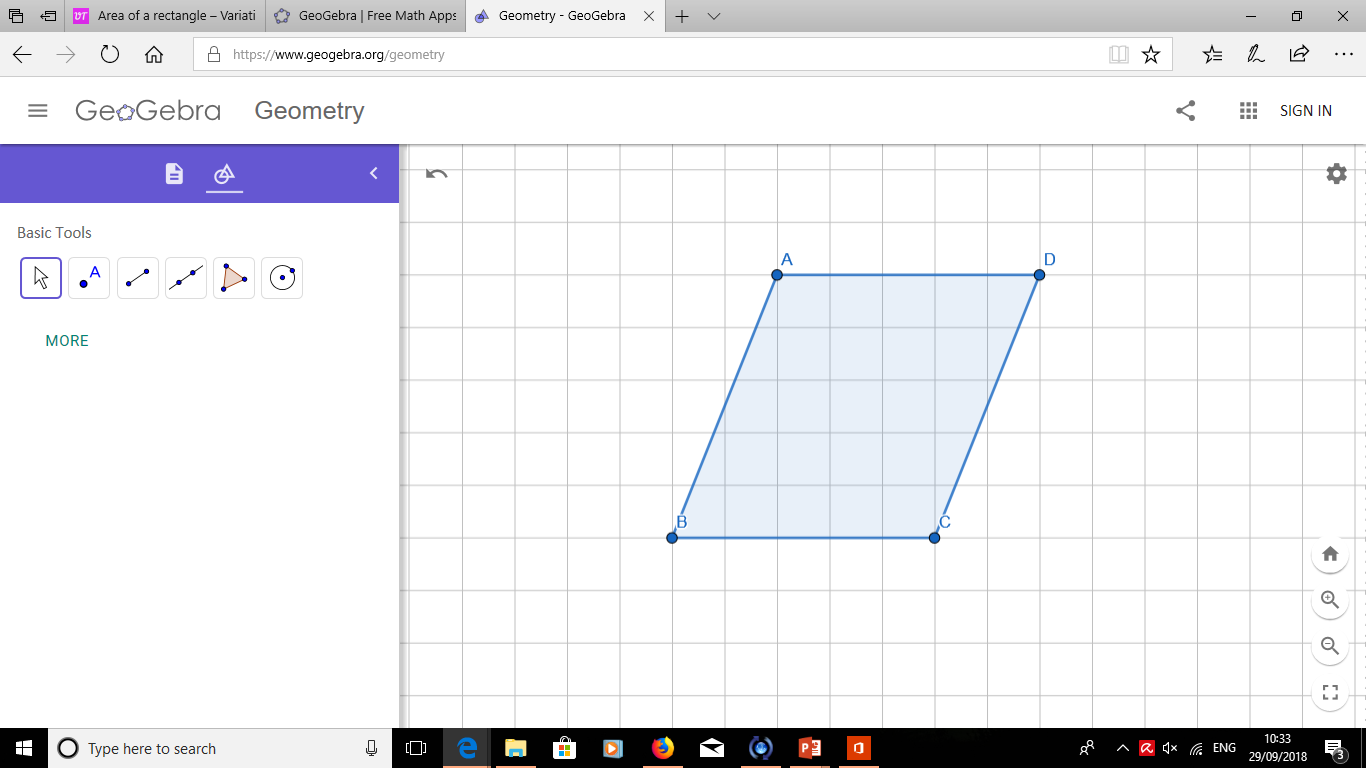 Area of a rectangle – Variati
GeoGebra | Free Math Apps
Geometry - GeoGebra
https://www.geogebra.org/geometry
GeoGebra
Geometry
SIGN IN
Basic Tools
A
MORE
A
D
B
C
Type here to search
ENG
10:33
29/09/2018
3